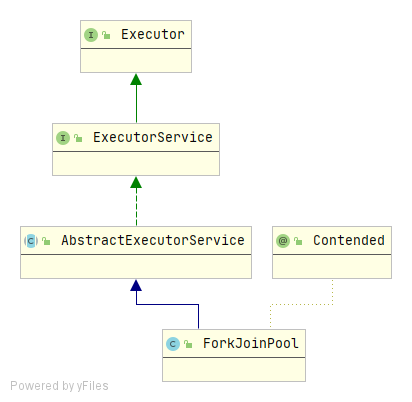 I Executor
I ExecutorService
C AbstractExecutorService
@ Contended
C ForkJoinPool
Powered by yFiles